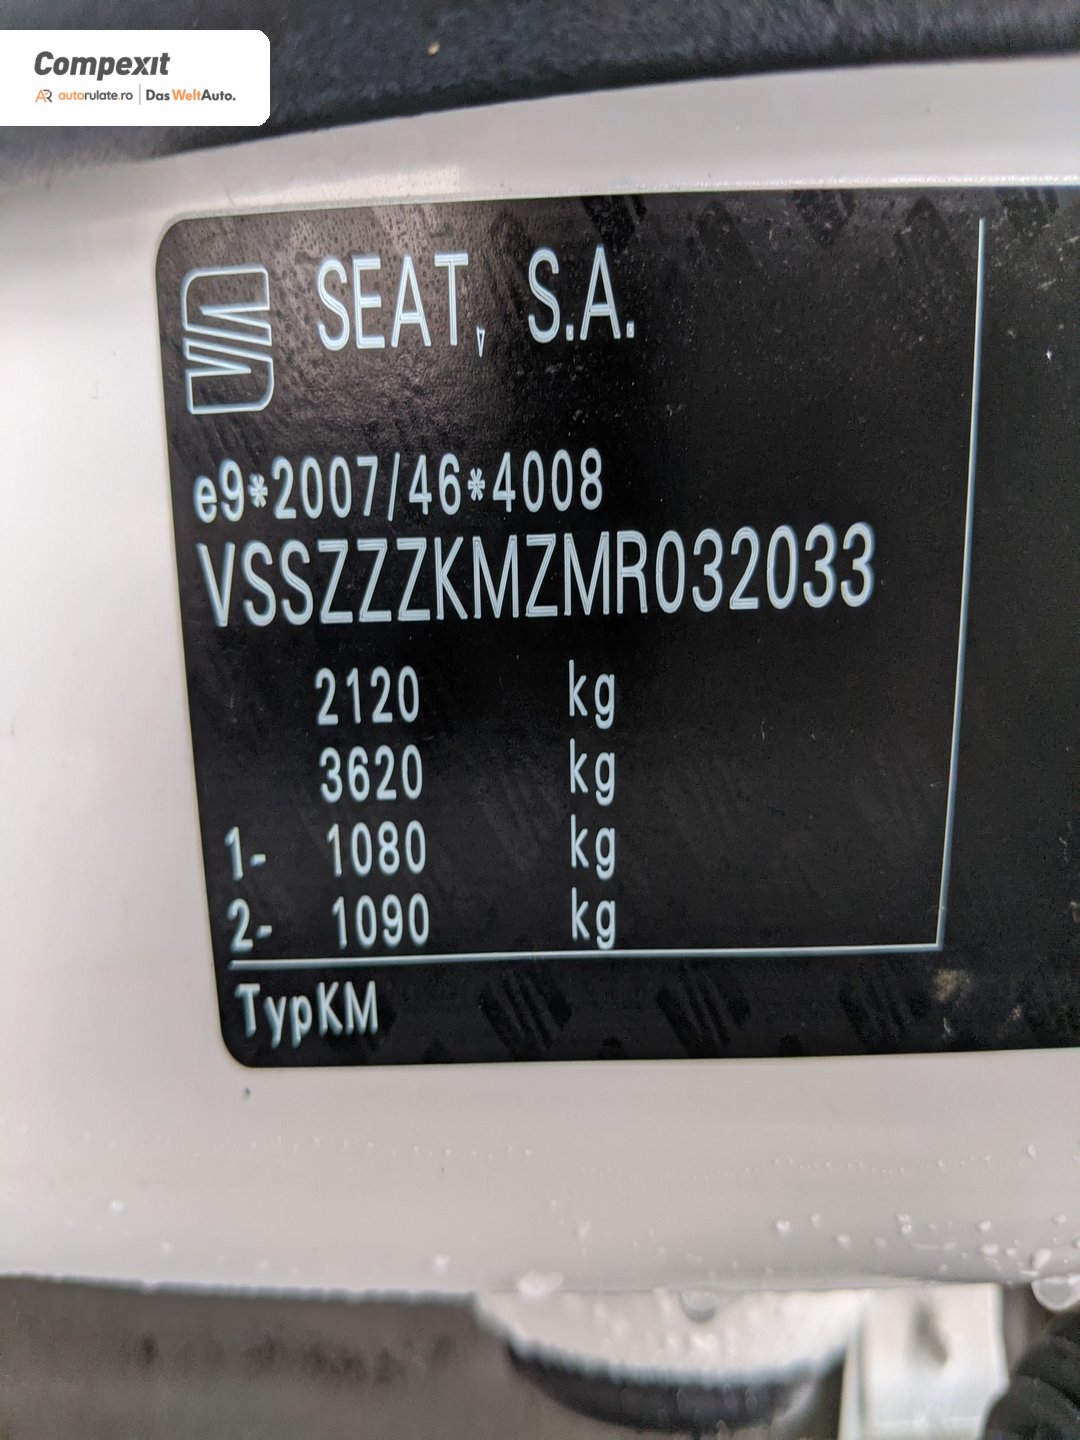 Compexit
autorulate.ro | Das WeltAuto.
SEAT, S.A.
e9*2007/46*4008
VSSZZZKMZMR032033
2120 kg
3620 kg
1- 1080 kg
2- 1090 kg
TypKM